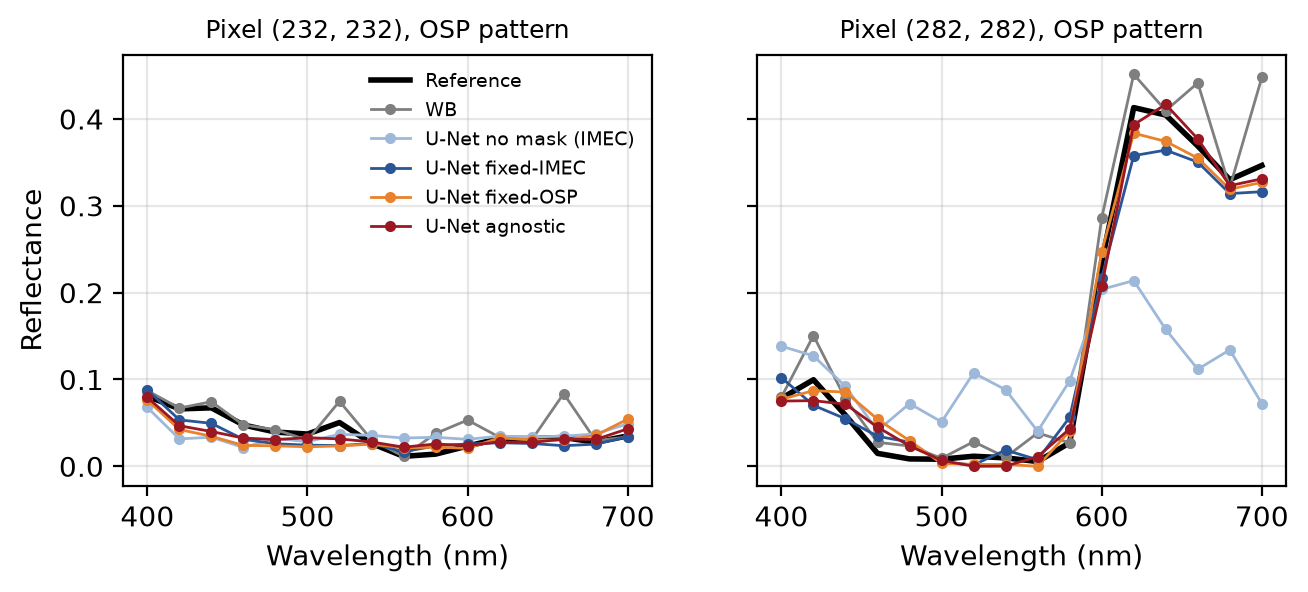 Pixel (232, 232), OSP pattern
Reference
WB
U-Net no mask (IMEC)
U-Net fixed-IMEC
U-Net fixed-OSP
U-Net agnostic
Reflectance
0.4
0.3
0.2
0.1
0.0
400 500 600 700
Wavelength (nm)
Pixel (282, 282), OSP pattern
400 500 600 700
Wavelength (nm)